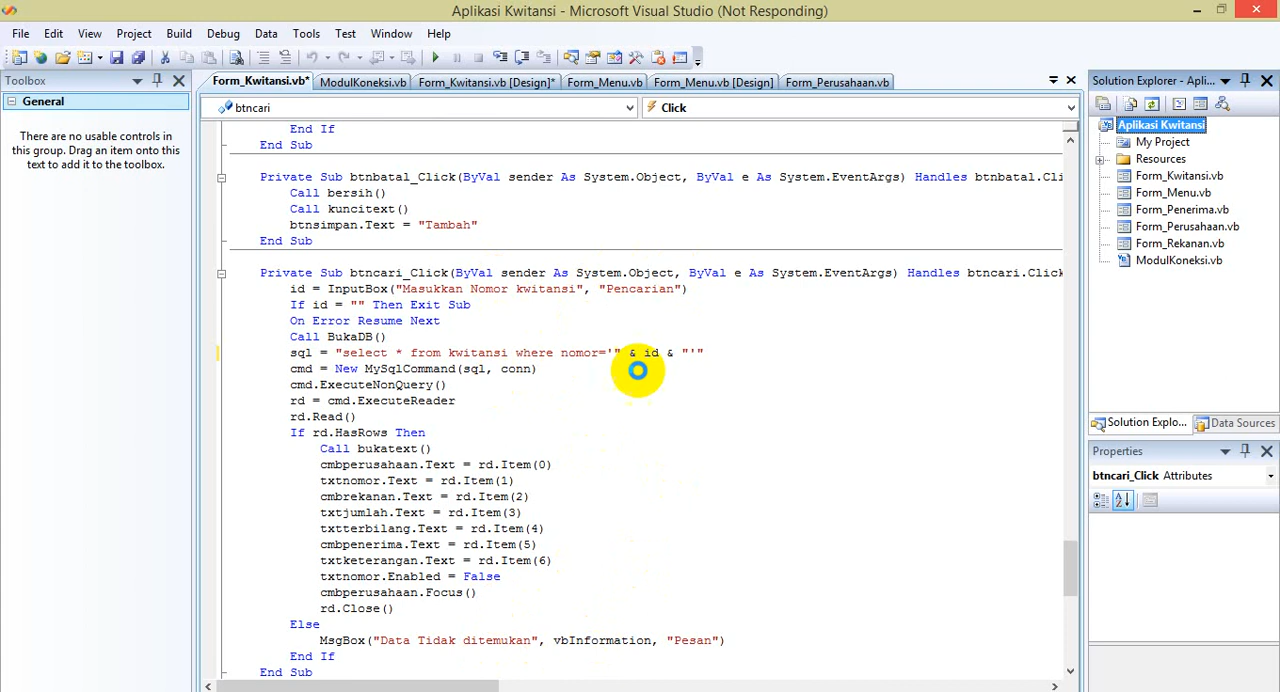 Aplikasi Kwitansi - Microsoft Visual Studio (Not Responding)
File Edit View Project Build Debug Data Tools Test Window Help
Toolbox
General
There are no usable controls in
this group. Drag an item onto this
text to add it to the toolbox.
Form_Kwitansi.vb* ModulKoneksi.vb Form_Kwitansi.vb [Design]* Form_Menu.vb Form_Menu.vb [Design] Form_Perusahaan.vb
btncari Click
End If
End Sub
Private Sub btnbatal_Click(ByVal sender As System.Object, ByVal e As System.EventArgs) Handles btnbatal.Cli
Call bersih()
Call kuncitext()
btnsimpan.Text = "Tambah"
End Sub
Private Sub btncari_Click(ByVal sender As System.Object, ByVal e As System.EventArgs) Handles btncari.Click
id = InputBox("Masukkan Nomor kwitansi", "Pencarian")
If id = "" Then Exit Sub
On Error Resume Next
Call BukaDB()
sql = "select * from kwitansi where nomor='" & id & "'"
cmd = New MySqlCommand(sql, conn)
cmd.ExecuteNonQuery()
rd = cmd.ExecuteReader
rd.Read()
If rd.HasRows Then
Call bukatext()
cmbperusahaan.Text = rd.Item(0)
txtnomor.Text = rd.Item(1)
cmbrekanan.Text = rd.Item(2)
txtjumlah.Text = rd.Item(3)
txtterbilang.Text = rd.Item(4)
cmbpenerima.Text = rd.Item(5)
txtketerangan.Text = rd.Item(6)
txtnomor.Enabled = False
cmbperusahaan.Focus()
rd.Close()
Else
MsgBox("Data Tidak ditemukan", vbInformation, "Pesan")
End If
End Sub
Solution Explorer - Apli...
Aplikasi Kwitansi
My Project
Resources
Form_Kwitansi.vb
Form_Menu.vb
Form_Penerima.vb
Form_Perusahaan.vb
Form_Rekanan.vb
ModulKoneksi.vb
Solution Explo... Data Sources
Properties
btncari_Click Attributes